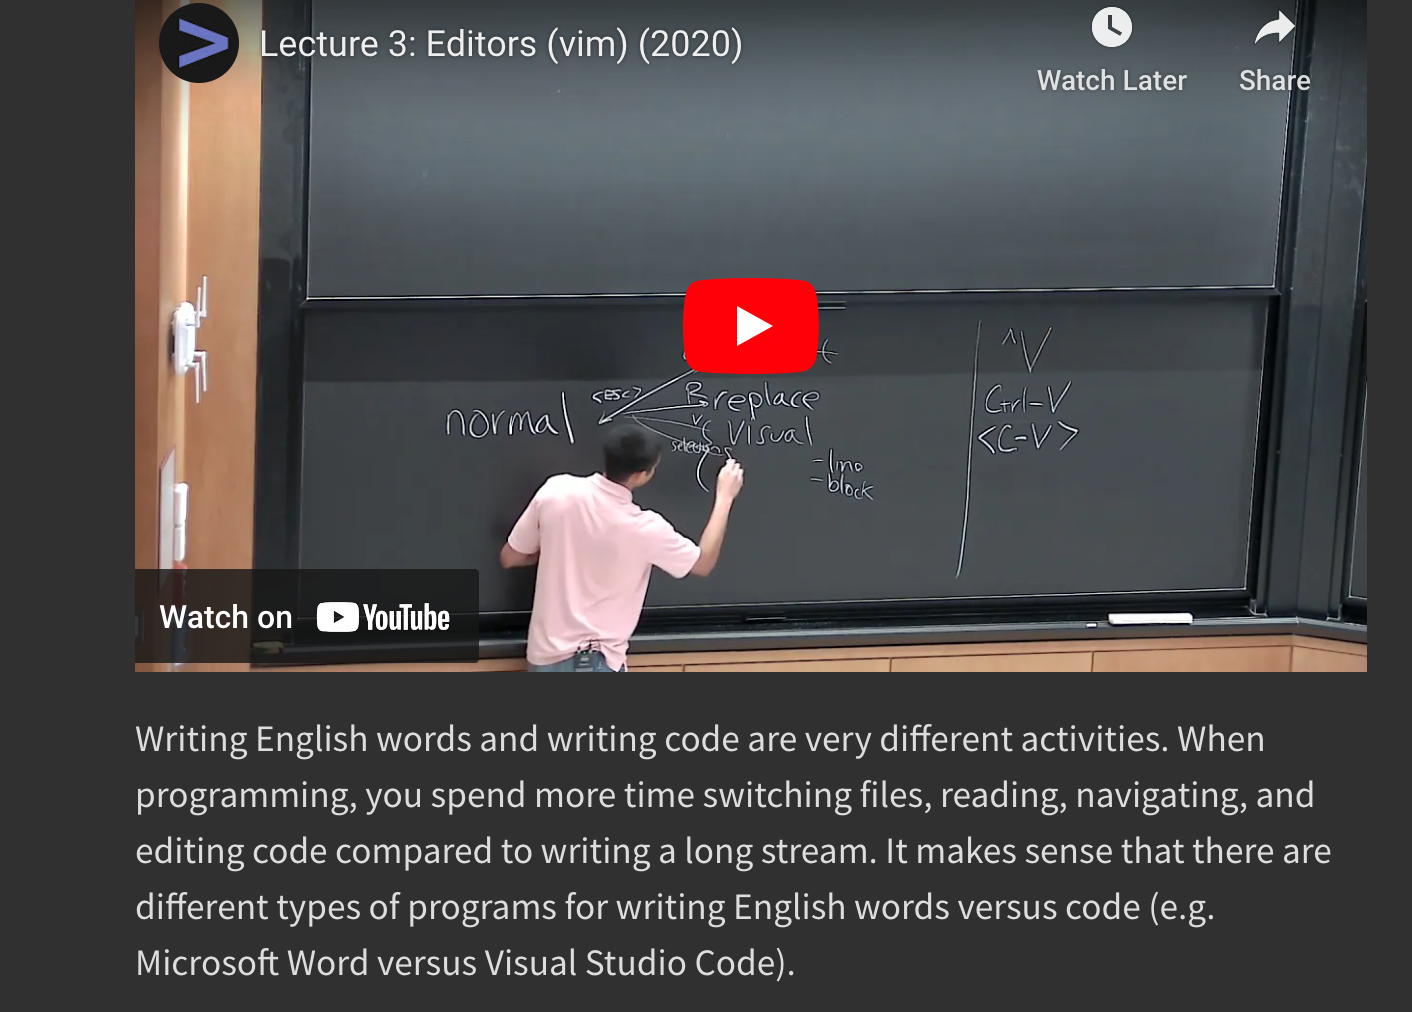 Lecture 3: Editors (vim) (2020)
Watch Later
Share
<ESC>
normal
R replace
v
Visual
selections
-line
-block
^V
Ctrl-V
<C-V>
Watch on YouTube
Writing English words and writing code are very different activities. When
programming, you spend more time switching files, reading, navigating, and
editing code compared to writing a long stream. It makes sense that there are
different types of programs for writing English words versus code (e.g.
Microsoft Word versus Visual Studio Code).